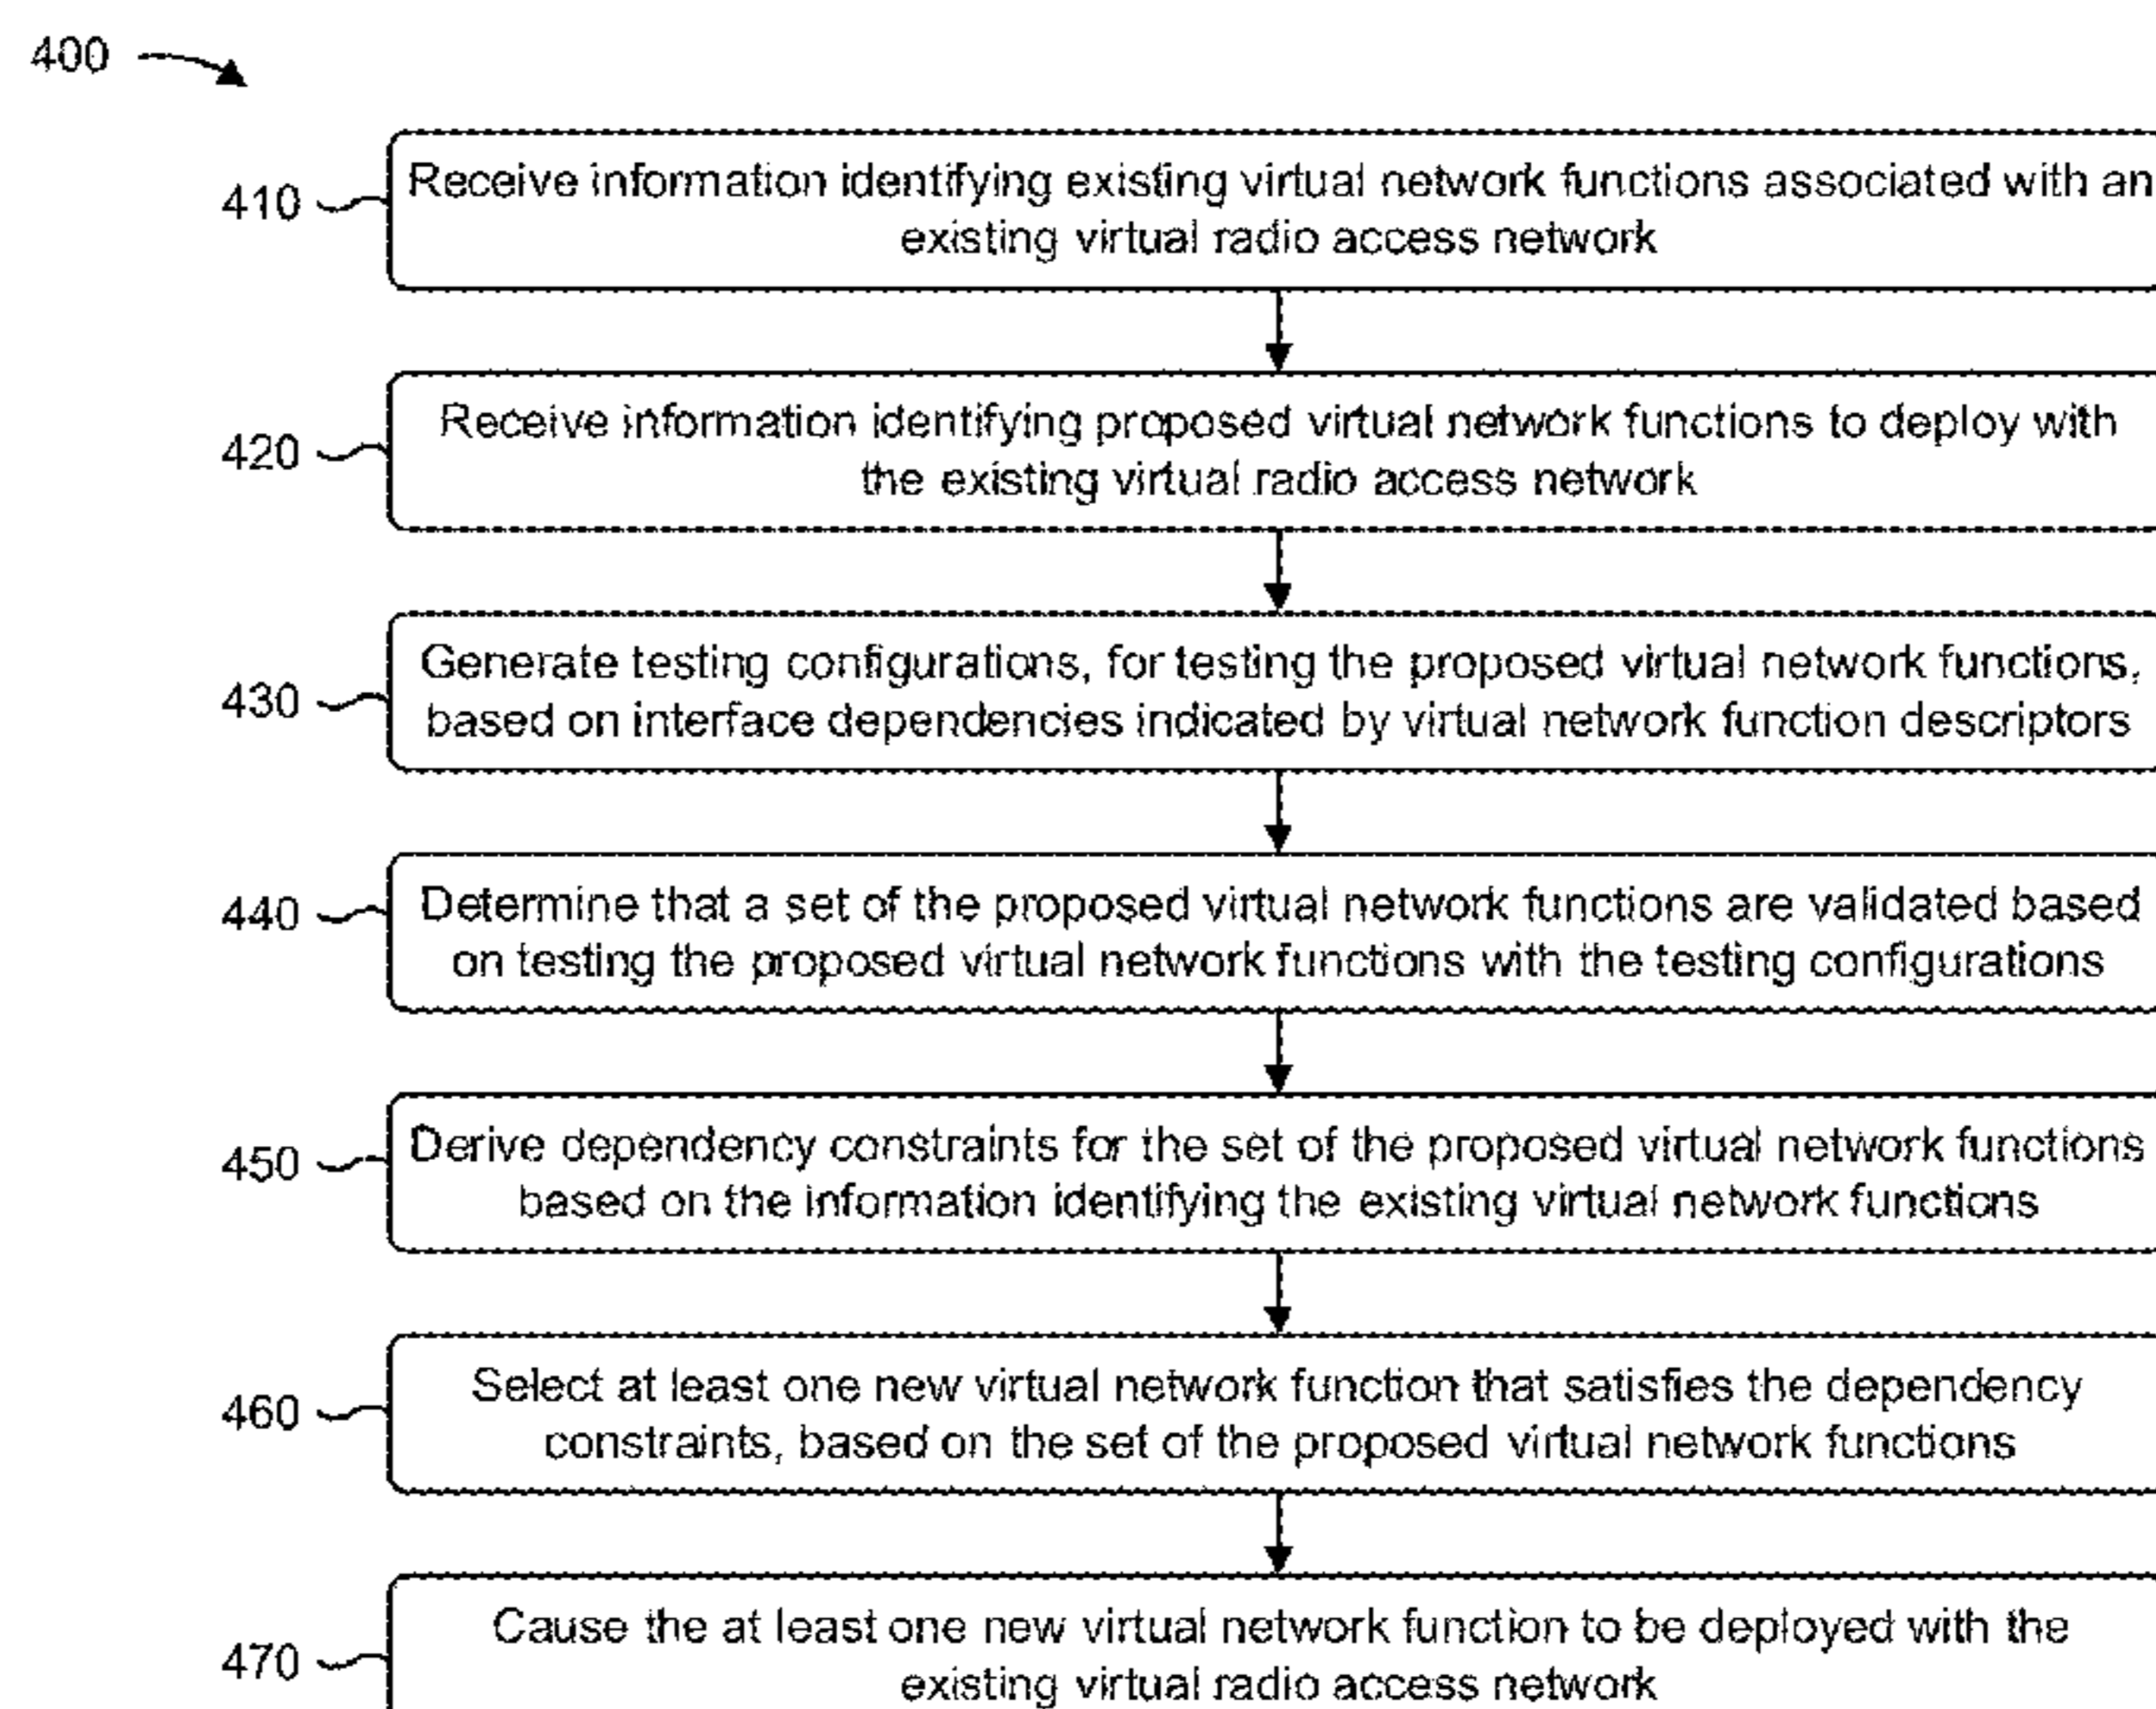 400
410
Receive information identifying existing virtual network functions associated with an
existing virtual radio access network
420
Receive information identifying proposed virtual network functions to deploy with
the existing virtual radio access network
430
Generate testing configurations, for testing the proposed virtual network functions,
based on interface dependencies indicated by virtual network function descriptors
440
Determine that a set of the proposed virtual network functions are validated based
on testing the proposed virtual network functions with the testing configurations
450
Derive dependency constraints for the set of the proposed virtual network functions
based on the information identifying the existing virtual network functions
460
Select at least one new virtual network function that satisfies the dependency
constraints, based on the set of the proposed virtual network functions
470
Cause the at least one new virtual network function to be deployed with the
existing virtual radio access network